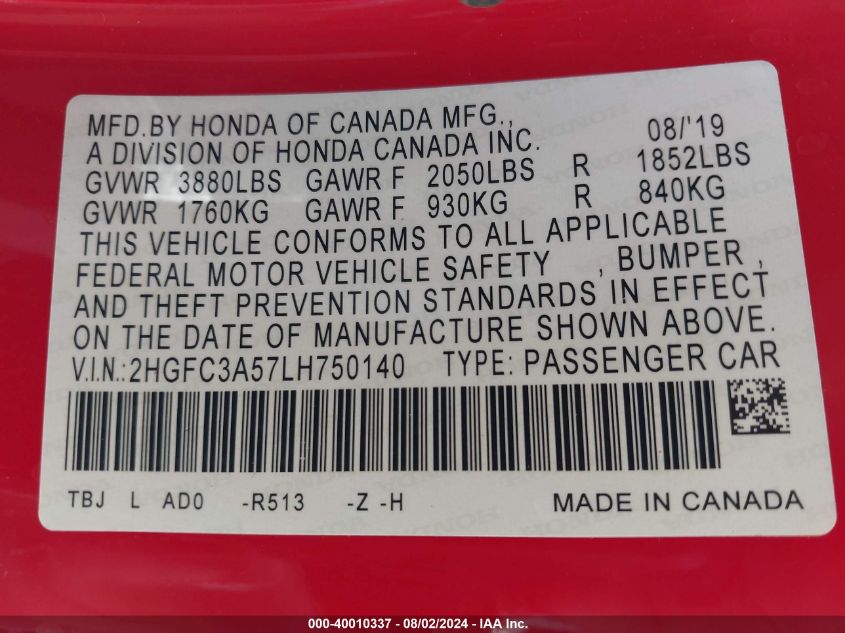 MFD.BY HONDA OF CANADA MFG., 08/'19
A DIVISION OF HONDA CANADA INC.
GVWR 3880LBS GAWR F 2050LBS R 1852LBS
GVWR 1760KG GAWR F 930KG R 840KG
THIS VEHICLE CONFORMS TO ALL APPLICABLE
FEDERAL MOTOR VEHICLE SAFETY , BUMPER ,
AND THEFT PREVENTION STANDARDS IN EFFECT
ON THE DATE OF MANUFACTURE SHOWN ABOVE.
V.I.N.:2HGFC3A57LH750140 TYPE: PASSENGER CAR
TBJ L AD0 -R513 -Z -H MADE IN CANADA
000-40010337 - 08/02/2024 - IAA Inc.